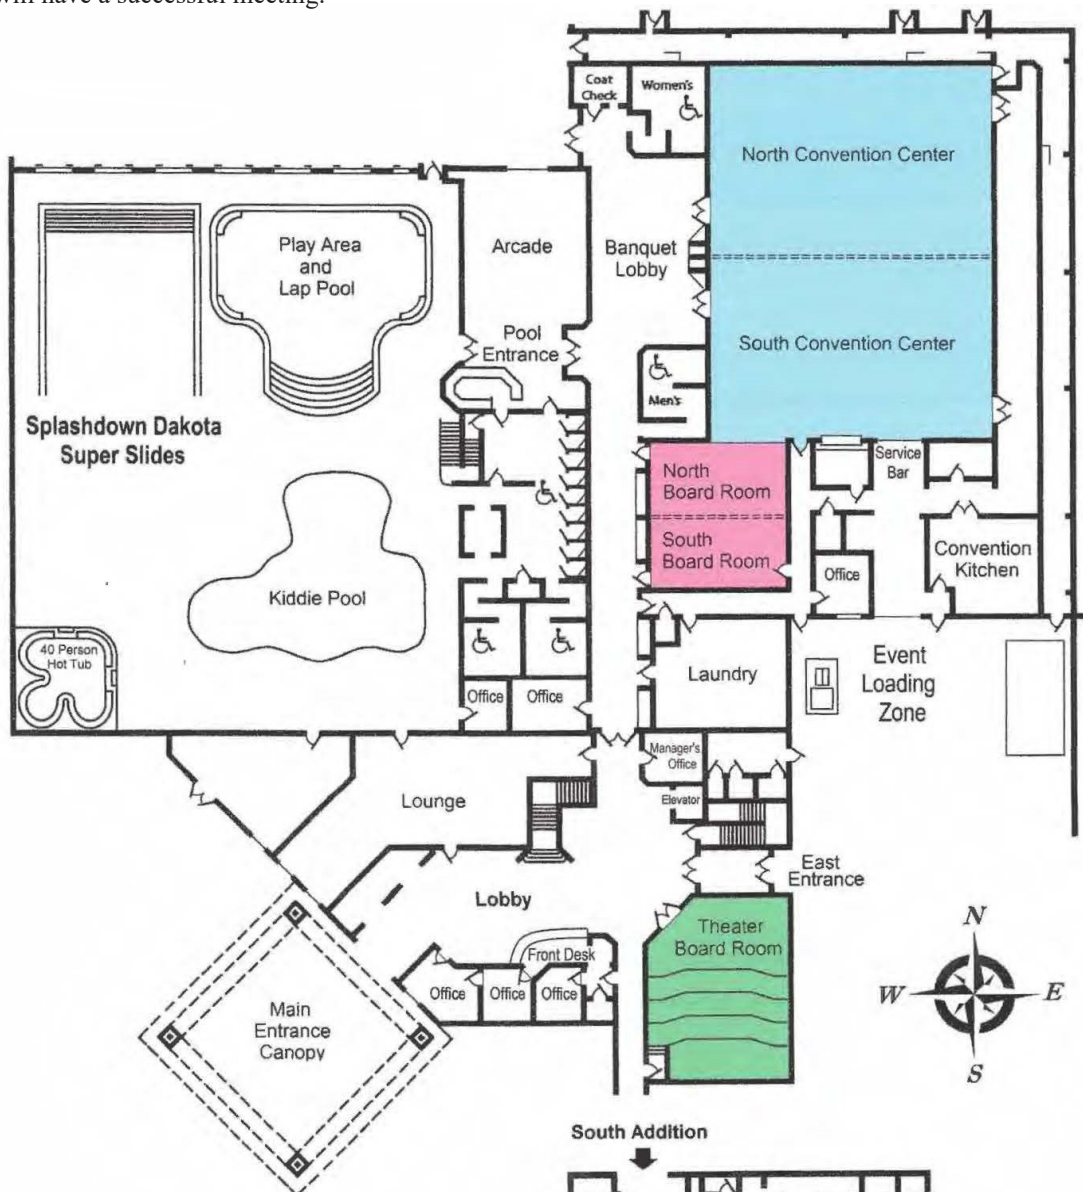 will have a successful meeting.
Coat
Check
Women's
North Convention Center
Play Area
and
Lap Pool
Arcade
Banquet
Lobby
Pool
Entrance
South Convention Center
Men's
Splashdown Dakota
Super Slides
North
Board Room
Service
Bar
South
Board Room
Office
Convention
Kitchen
Kiddie Pool
40 Person
Hot Tub
Office
Office
Laundry
Event
Loading
Zone
Manager's
Office
Elevator
Lounge
East
Entrance
Lobby
Theater
Board Room
Front Desk
Office
Office
Office
Main
Entrance
Canopy
N
W
E
S
South Addition